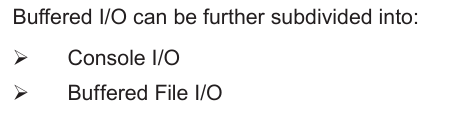 Buffered I/O can be further subdivided into:
➢ Console I/O
➢ Buffered File I/O